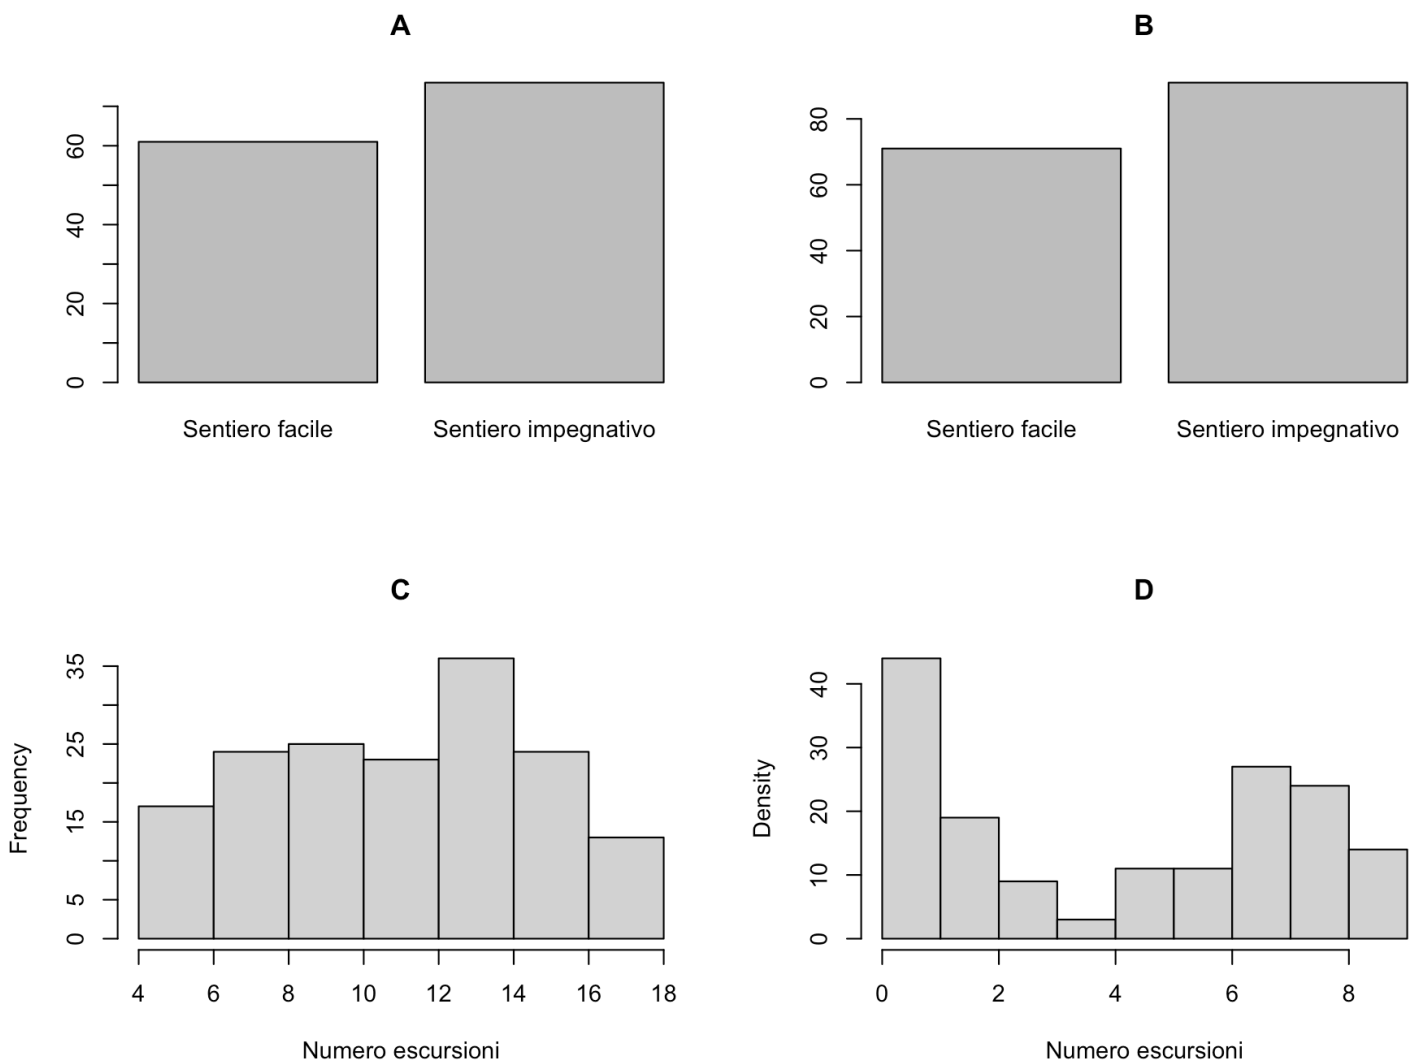 A
0
20
40
60
Sentiero facile
Sentiero impegnativo
B
0
20
40
60
80
Sentiero facile
Sentiero impegnativo
C
Frequency
0
5
15
25
35
4 6 8 10 12 14 16 18
Numero escursioni
D
Density
0
10
20
30
40
0 2 4 6 8
Numero escursioni